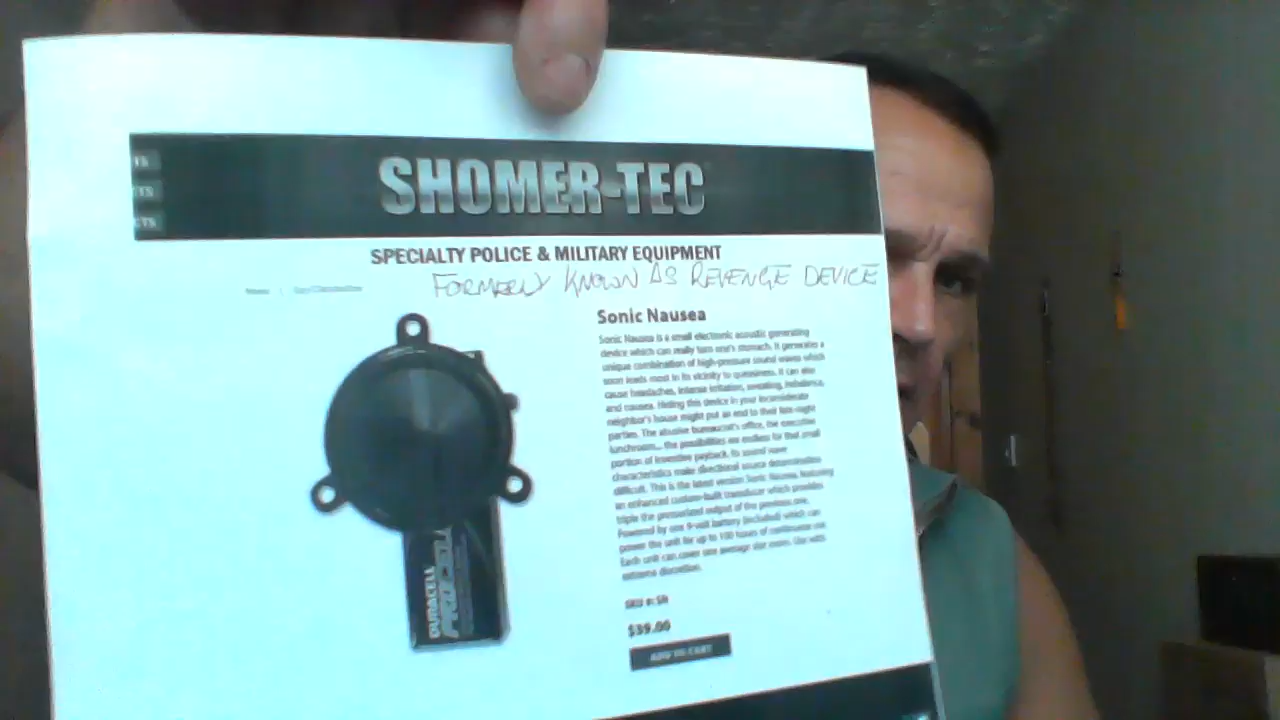 TS
TS
TS
SHOMER-TEC
SPECIALTY POLICE & MILITARY EQUIPMENT
FORMERLY KNOWN AS REVENGE DEVICE
Home
Sonic Nausea
Sonic Nausea is a small electronic acoustic generating
device which can really turn one's stomach. It generates a
unique combination of high-pressure sound waves which
soon leads most in its vicinity to queasiness. It can also
cause headaches, intense irritation, sweating, imbalance,
and nausea. Hiding this device in your inconsiderate
neighbor's house might put an end to their late-night
parties. The abusive bureaucrat's office, the executive
lunchroom... the possibilities are endless for that small
portion of inventive payback. Its sound wave
characteristics make directional source determination
difficult. This is the latest version Sonic Nausea, featuring
an enhanced custom-built transducer which provides
triple the pressurized output of the previous one.
Powered by one 9-volt battery (included) which can
power the unit for up to 100 hours of continuous use.
Each unit can cover one average size room. Use with
extreme discretion.
SKU #: SN
$39.00
ADD TO CART
DURACELL
PROCELL